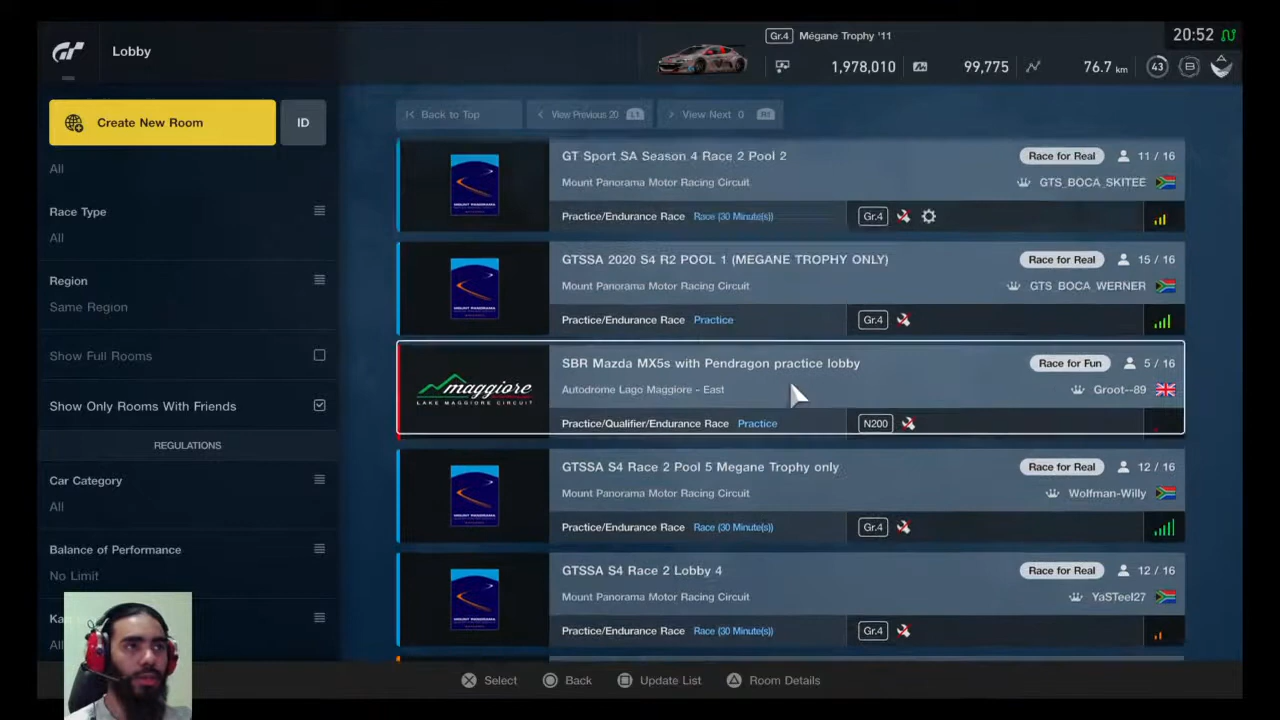 Lobby
Gr.4 Mégane Trophy '11
20:52
1,978,010
99,775
76.7 km
43
B
Create New Room
ID
All
Race Type
All
Region
Same Region
Show Full Rooms
Show Only Rooms With Friends
REGULATIONS
Car Category
All
Balance of Performance
No Limit
All
Back to Top
View Previous 20 L1
View Next 0 R1
GT Sport SA Season 4 Race 2 Pool 2
Race for Real
11 / 16
Mount Panorama Motor Racing Circuit
GTS_BOCA_SKITEE
Practice/Endurance Race Race (30 Minute(s))
Gr.4
GTSSA 2020 S4 R2 POOL 1 (MEGANE TROPHY ONLY)
Race for Real
15 / 16
Mount Panorama Motor Racing Circuit
GTS_BOCA_WERNER
Practice/Endurance Race Practice
Gr.4
maggiore
LAKE MAGGIORE CIRCUIT
SBR Mazda MX5s with Pendragon practice lobby
Race for Fun
5 / 16
Autodrome Lago Maggiore - East
Groot--89
Practice/Qualifier/Endurance Race Practice
N200
GTSSA S4 Race 2 Pool 5 Megane Trophy only
Race for Real
12 / 16
Mount Panorama Motor Racing Circuit
Wolfman-Willy
Practice/Endurance Race Race (30 Minute(s))
Gr.4
GTSSA S4 Race 2 Lobby 4
Race for Real
12 / 16
Mount Panorama Motor Racing Circuit
YaSTeel27
Practice/Endurance Race Race (30 Minute(s))
Gr.4
Select
Back
Update List
Room Details